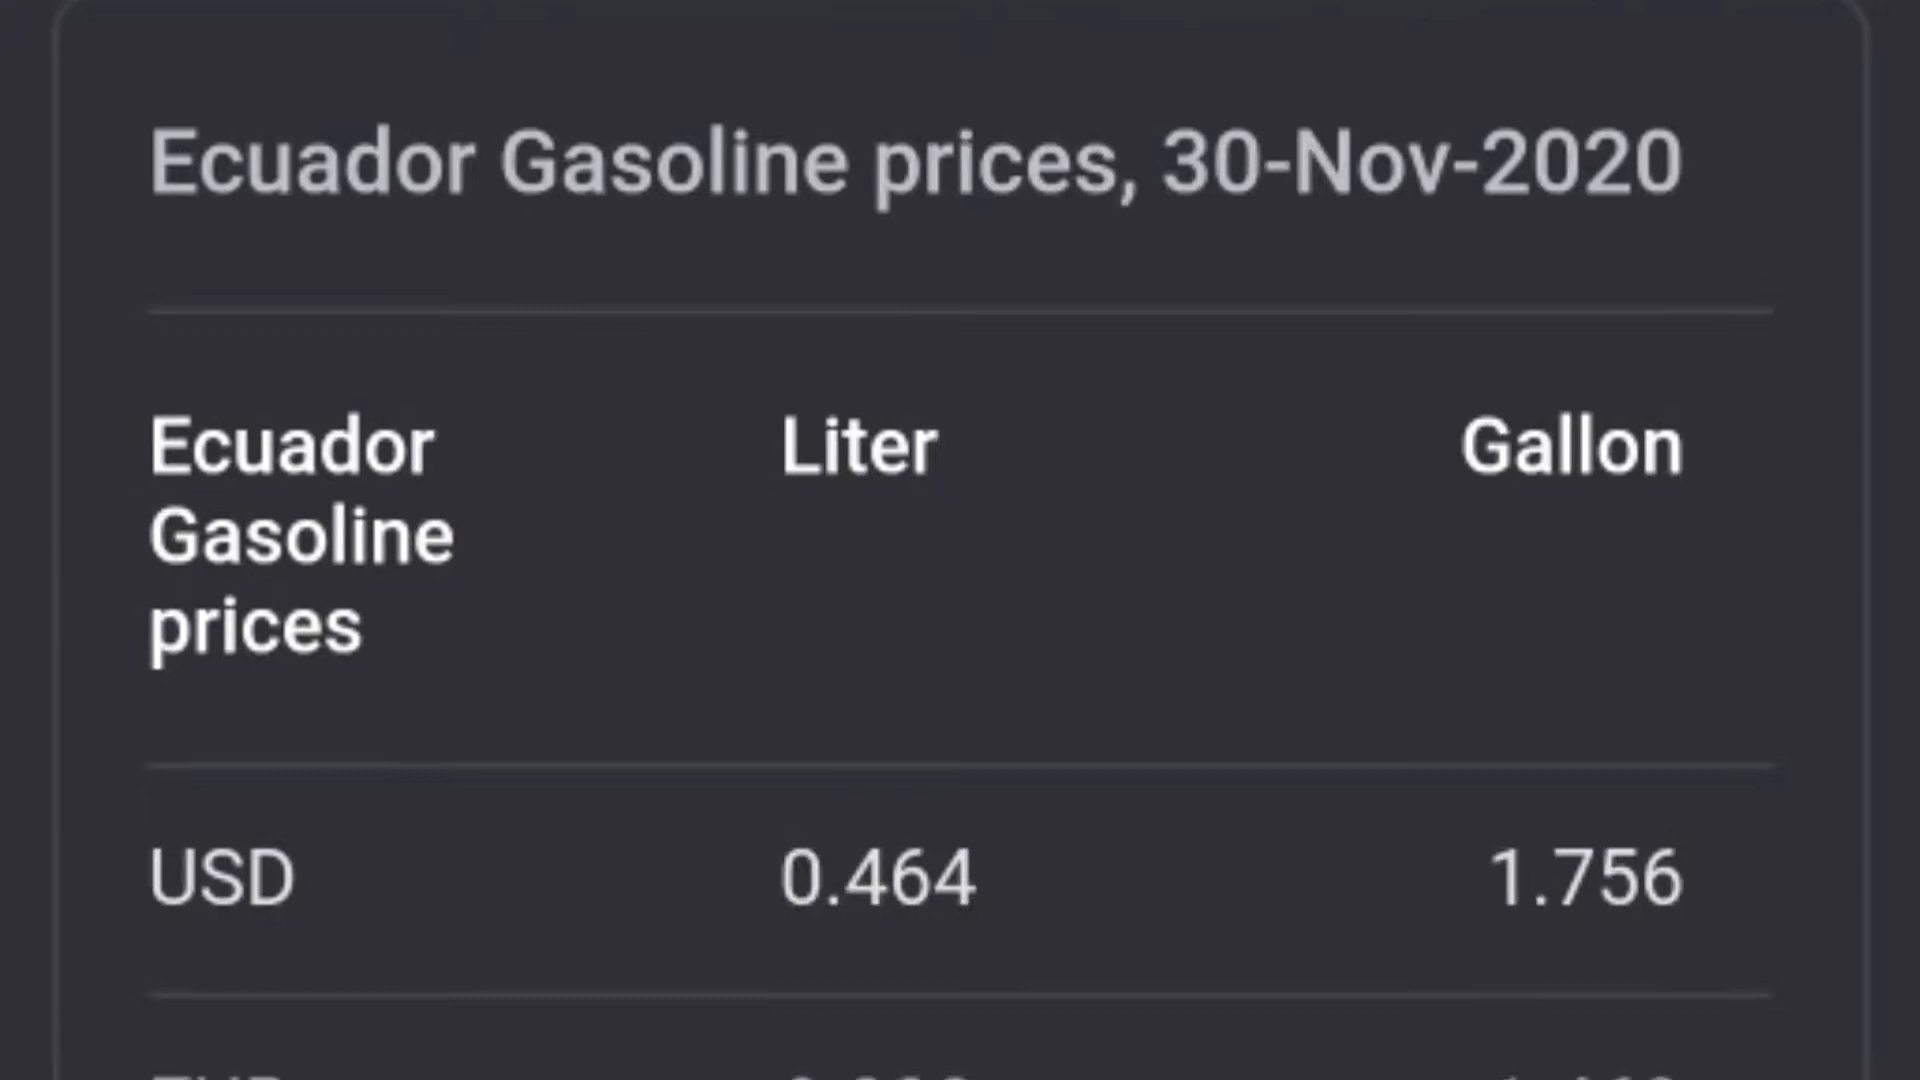 Ecuador Gasoline prices, 30-Nov-2020
Ecuador Liter Gallon
Gasoline
prices
USD 0.464 1.756